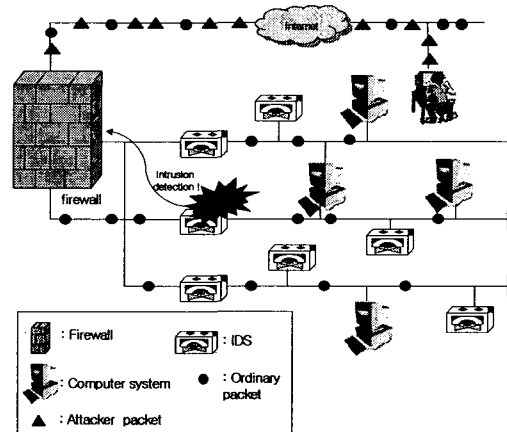 Internet
Intrusion
detection !
firewall
: Firewall
: IDS
: Computer system
: Ordinary
packet
: Attacker packet